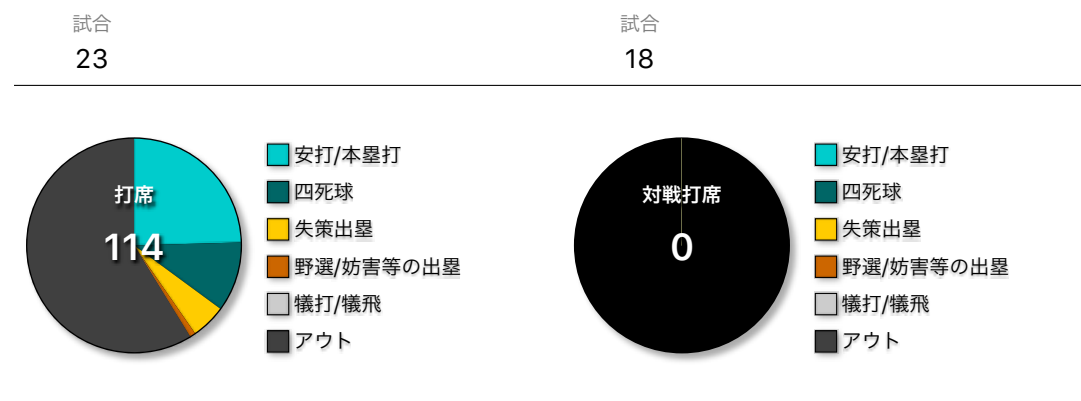 試合
23
打席
114
安打/本塁打
四死球
失策出塁
野選/妨害等の出塁
犠打/犠飛
アウト
試合
18
対戦打席
0
安打/本塁打
四死球
失策出塁
野選/妨害等の出塁
犠打/犠飛
アウト